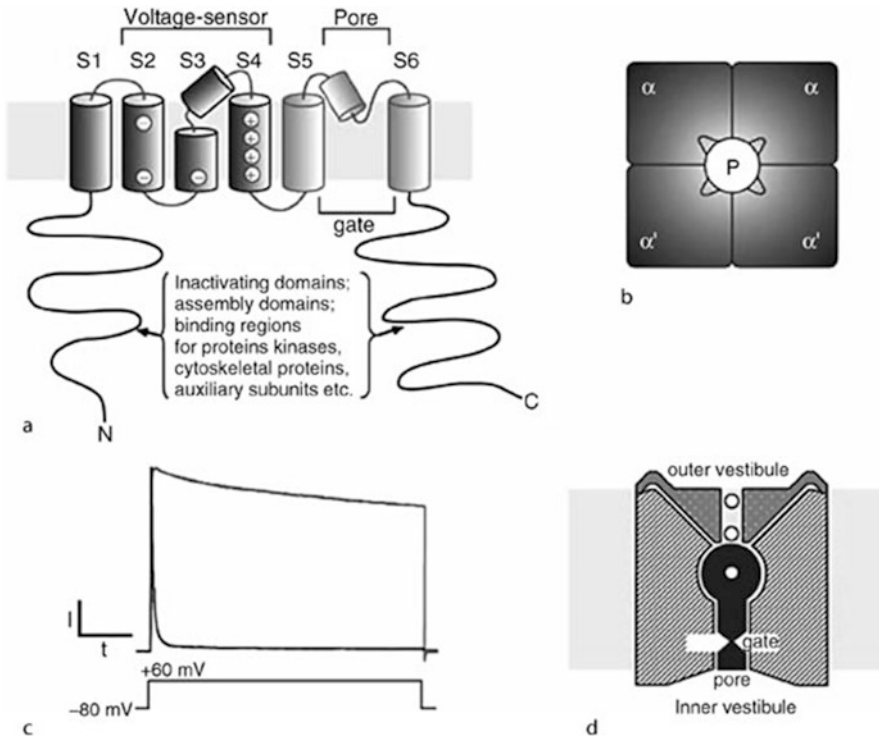 Voltage-sensor
Pore
S1 S2 S3 S4 S5 S6
− + + + + − −
gate
Inactivating domains;
assembly domains;
binding regions
for proteins kinases,
cytoskeletal proteins,
auxiliary subunits etc.
N
C
a
α α
P
α' α'
b
I
t
+60 mV
−80 mV
c
outer vestibule
gate
pore
Inner vestibule
d